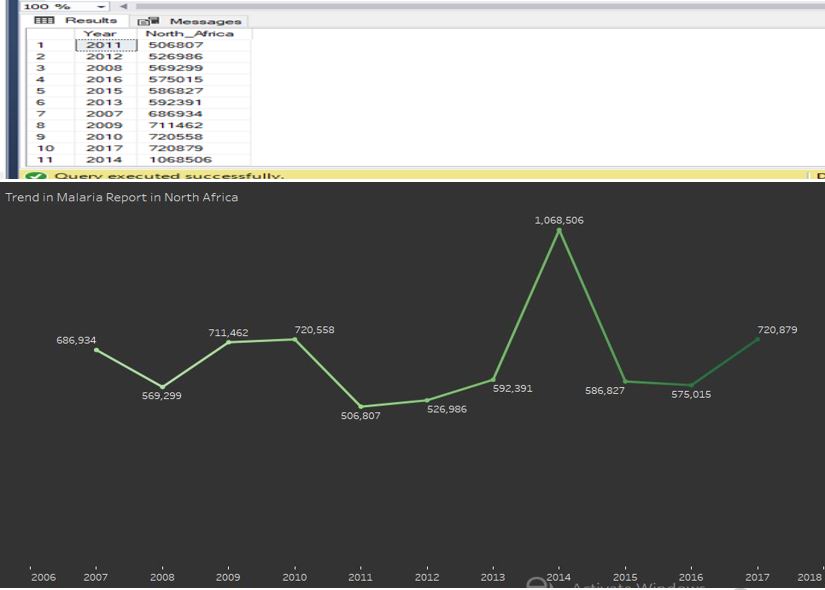 100 %
Results Messages
Year North_Africa
1 2011 506807
2 2012 526986
3 2008 569299
4 2016 575015
5 2015 586827
6 2013 592391
7 2007 686934
8 2009 711462
9 2010 720558
10 2017 720879
11 2014 1068506
Query executed successfully.
Trend in Malaria Report in North Africa
1,068,506
686,934 711,462 720,558 720,879
569,299 592,391 586,827 575,015
506,807 526,986
2006 2007 2008 2009 2010 2011 2012 2013 2014 2015 2016 2017 2018
Activate Windows